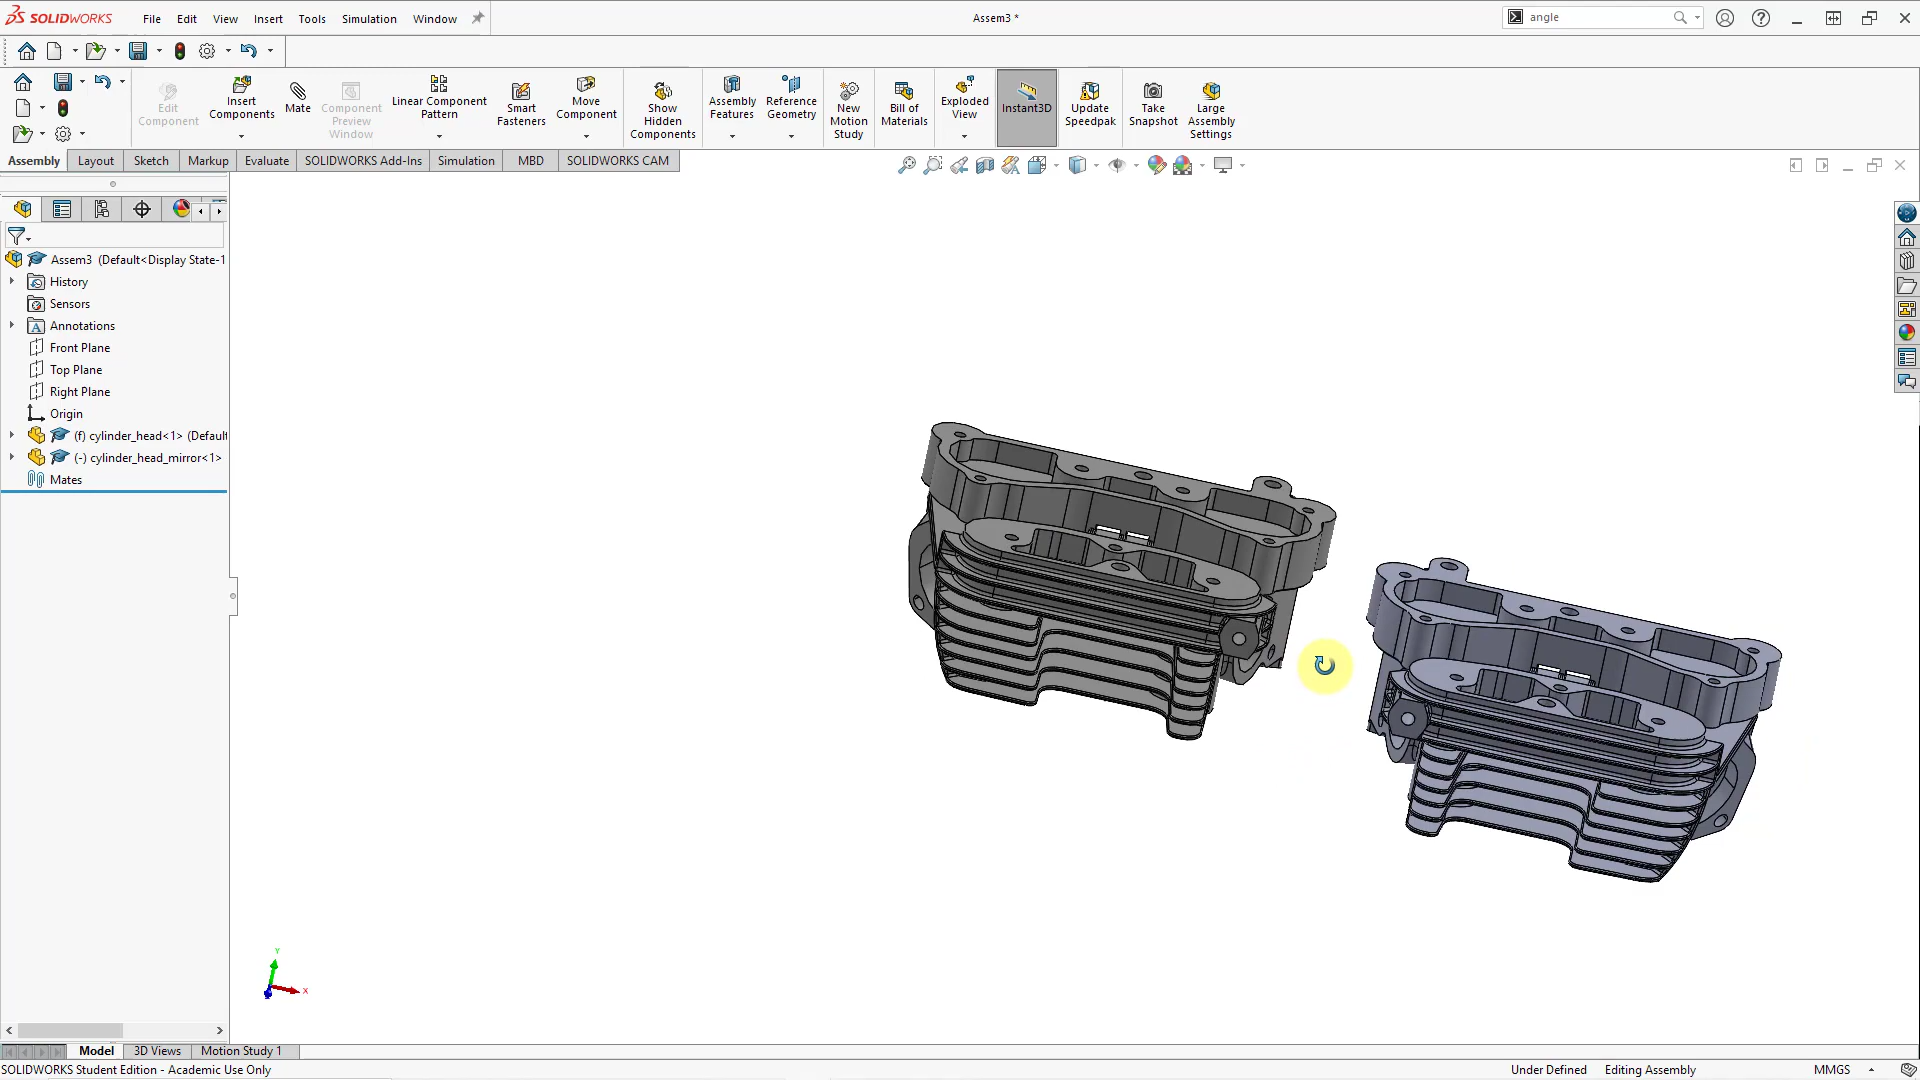 SOLIDWORKS File Edit View Insert Tools Simulation Window Assem3 * angle
Edit Component
Insert Components
Mate
Component Preview Window
Linear Component Pattern
Smart Fasteners
Move Component
Show Hidden Components
Assembly Features
Reference Geometry
New Motion Study
Bill of Materials
Exploded View
Instant3D
Update Speedpak
Take Snapshot
Large Assembly Settings
Assembly Layout Sketch Markup Evaluate SOLIDWORKS Add-Ins Simulation MBD SOLIDWORKS CAM
Assem3 (Default<Display State-1
History
Sensors
Annotations
Front Plane
Top Plane
Right Plane
Origin
(f) cylinder_head<1> (Default
(-) cylinder_head_mirror<1>
Mates
Y
X
Model 3D Views Motion Study 1
SOLIDWORKS Student Edition - Academic Use Only Under Defined Editing Assembly MMGS